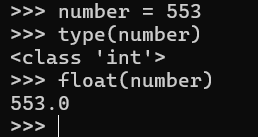 >>> number = 553
>>> type(number)
<class 'int'>
>>> float(number)
553.0
>>>